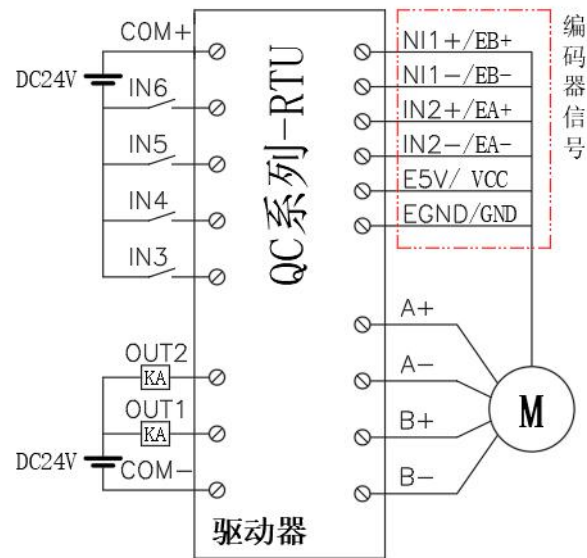 COM+
DC24V
IN6
IN5
IN4
IN3
OUT2
KA
OUT1
KA
DC24V
COM-
QC系列-RTU
驱动器
NI1+/EB+
NI1-/EB-
IN2+/EA+
IN2-/EA-
E5V/ VCC
EGND/GND
编码器信号
A+
A-
B+
B-
M